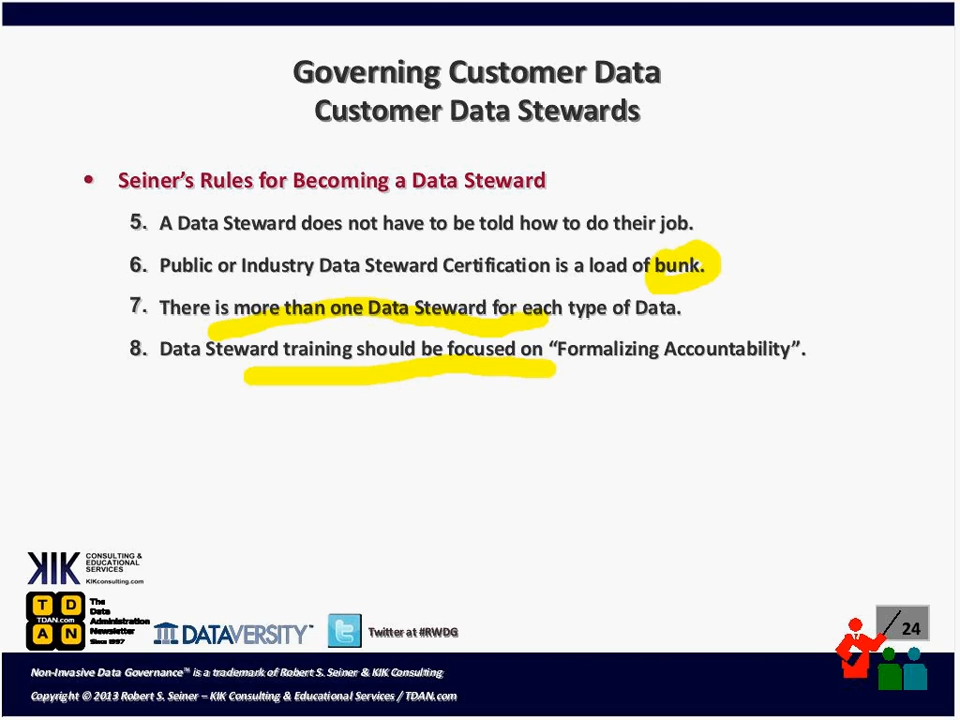 Governing Customer Data
Customer Data Stewards
• Seiner’s Rules for Becoming a Data Steward
5. A Data Steward does not have to be told how to do their job.
6. Public or Industry Data Steward Certification is a load of bunk.
7. There is more than one Data Steward for each type of Data.
8. Data Steward training should be focused on “Formalizing Accountability”.
KIK CONSULTING &
EDUCATIONAL
SERVICES
KIKconsulting.com
T D
TDAN.com
A N
The
Data
Administration
Newsletter
Since 1997
DATAVERSITY™
Twitter at #RWDG
24
Non-Invasive Data Governance™ is a trademark of Robert S. Seiner & KIK Consulting
Copyright © 2013 Robert S. Seiner – KIK Consulting & Educational Services / TDAN.com